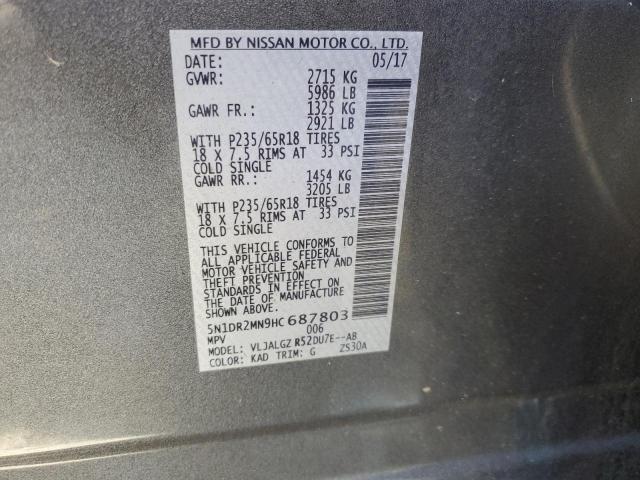 MFD BY NISSAN MOTOR CO., LTD.
DATE: 05/17
GVWR: 2715 KG
5986 LB
GAWR FR.: 1325 KG
2921 LB
WITH P235/65R18 TIRES
18 X 7.5 RIMS AT 33 PSI
COLD SINGLE
GAWR RR.: 1454 KG
3205 LB
WITH P235/65R18 TIRES
18 X 7.5 RIMS AT 33 PSI
COLD SINGLE
THIS VEHICLE CONFORMS TO
ALL APPLICABLE FEDERAL
MOTOR VEHICLE SAFETY AND
THEFT PREVENTION
STANDARDS IN EFFECT ON
DATE OF MANUFACTURE
SHOWN ABOVE.
5N1DR2MN9HC687803
MPV 006
MODEL: VLJALGZ R52DU7E--AB
COLOR: KAD TRIM: G ZS30A